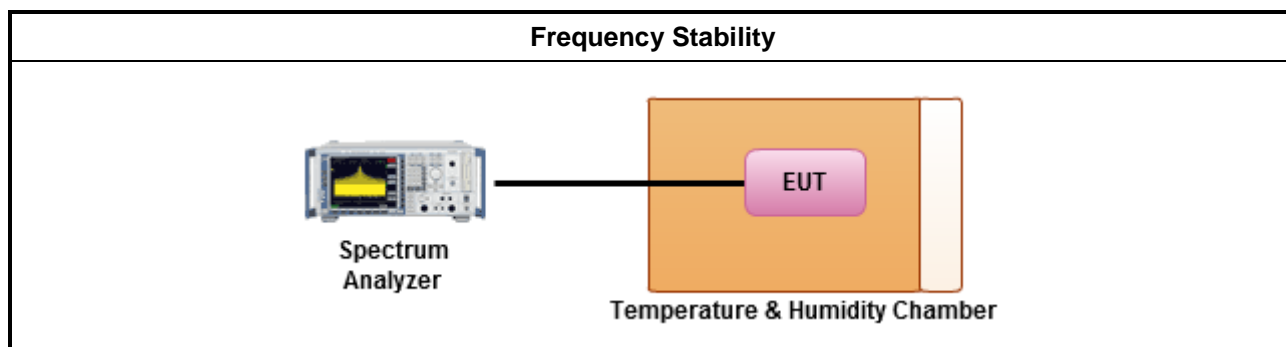 Frequency Stability
EUT
Spectrum
Analyzer
Temperature & Humidity Chamber